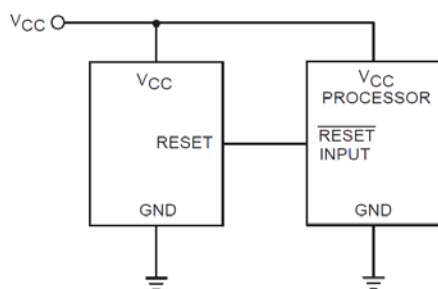 VCC
VCC
RESET
GND
VCC
PROCESSOR
RESET
INPUT
GND